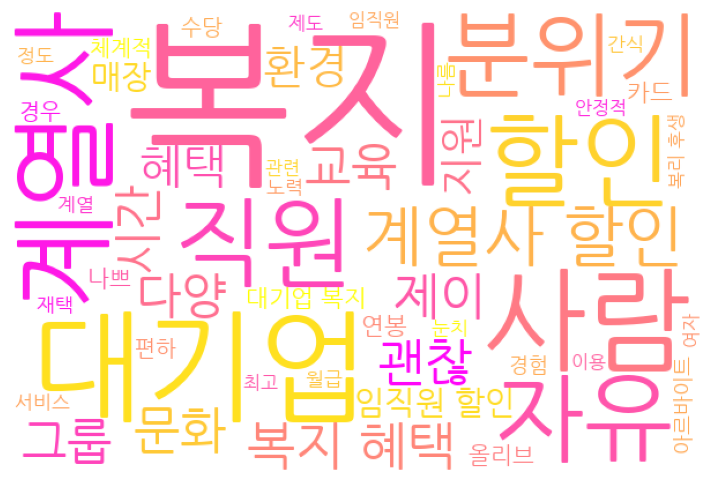 복지
분위기
계열사
대기업
직원
할인
사람
자유
계열사 할인
복지 혜택
환경
혜택
교육
지원
시간
다양
제이
괜찮
문화
그룹
임직원 할인
매장
체계적
수당
제도
임직원
간식
정도
경우
나름
카드
안정적
복리 후생
관련
노력
계열
나쁘
재택
대기업 복지
연봉
눈치
편하
최고
월급
경험
이용
여자
아르바이트
서비스
올리브